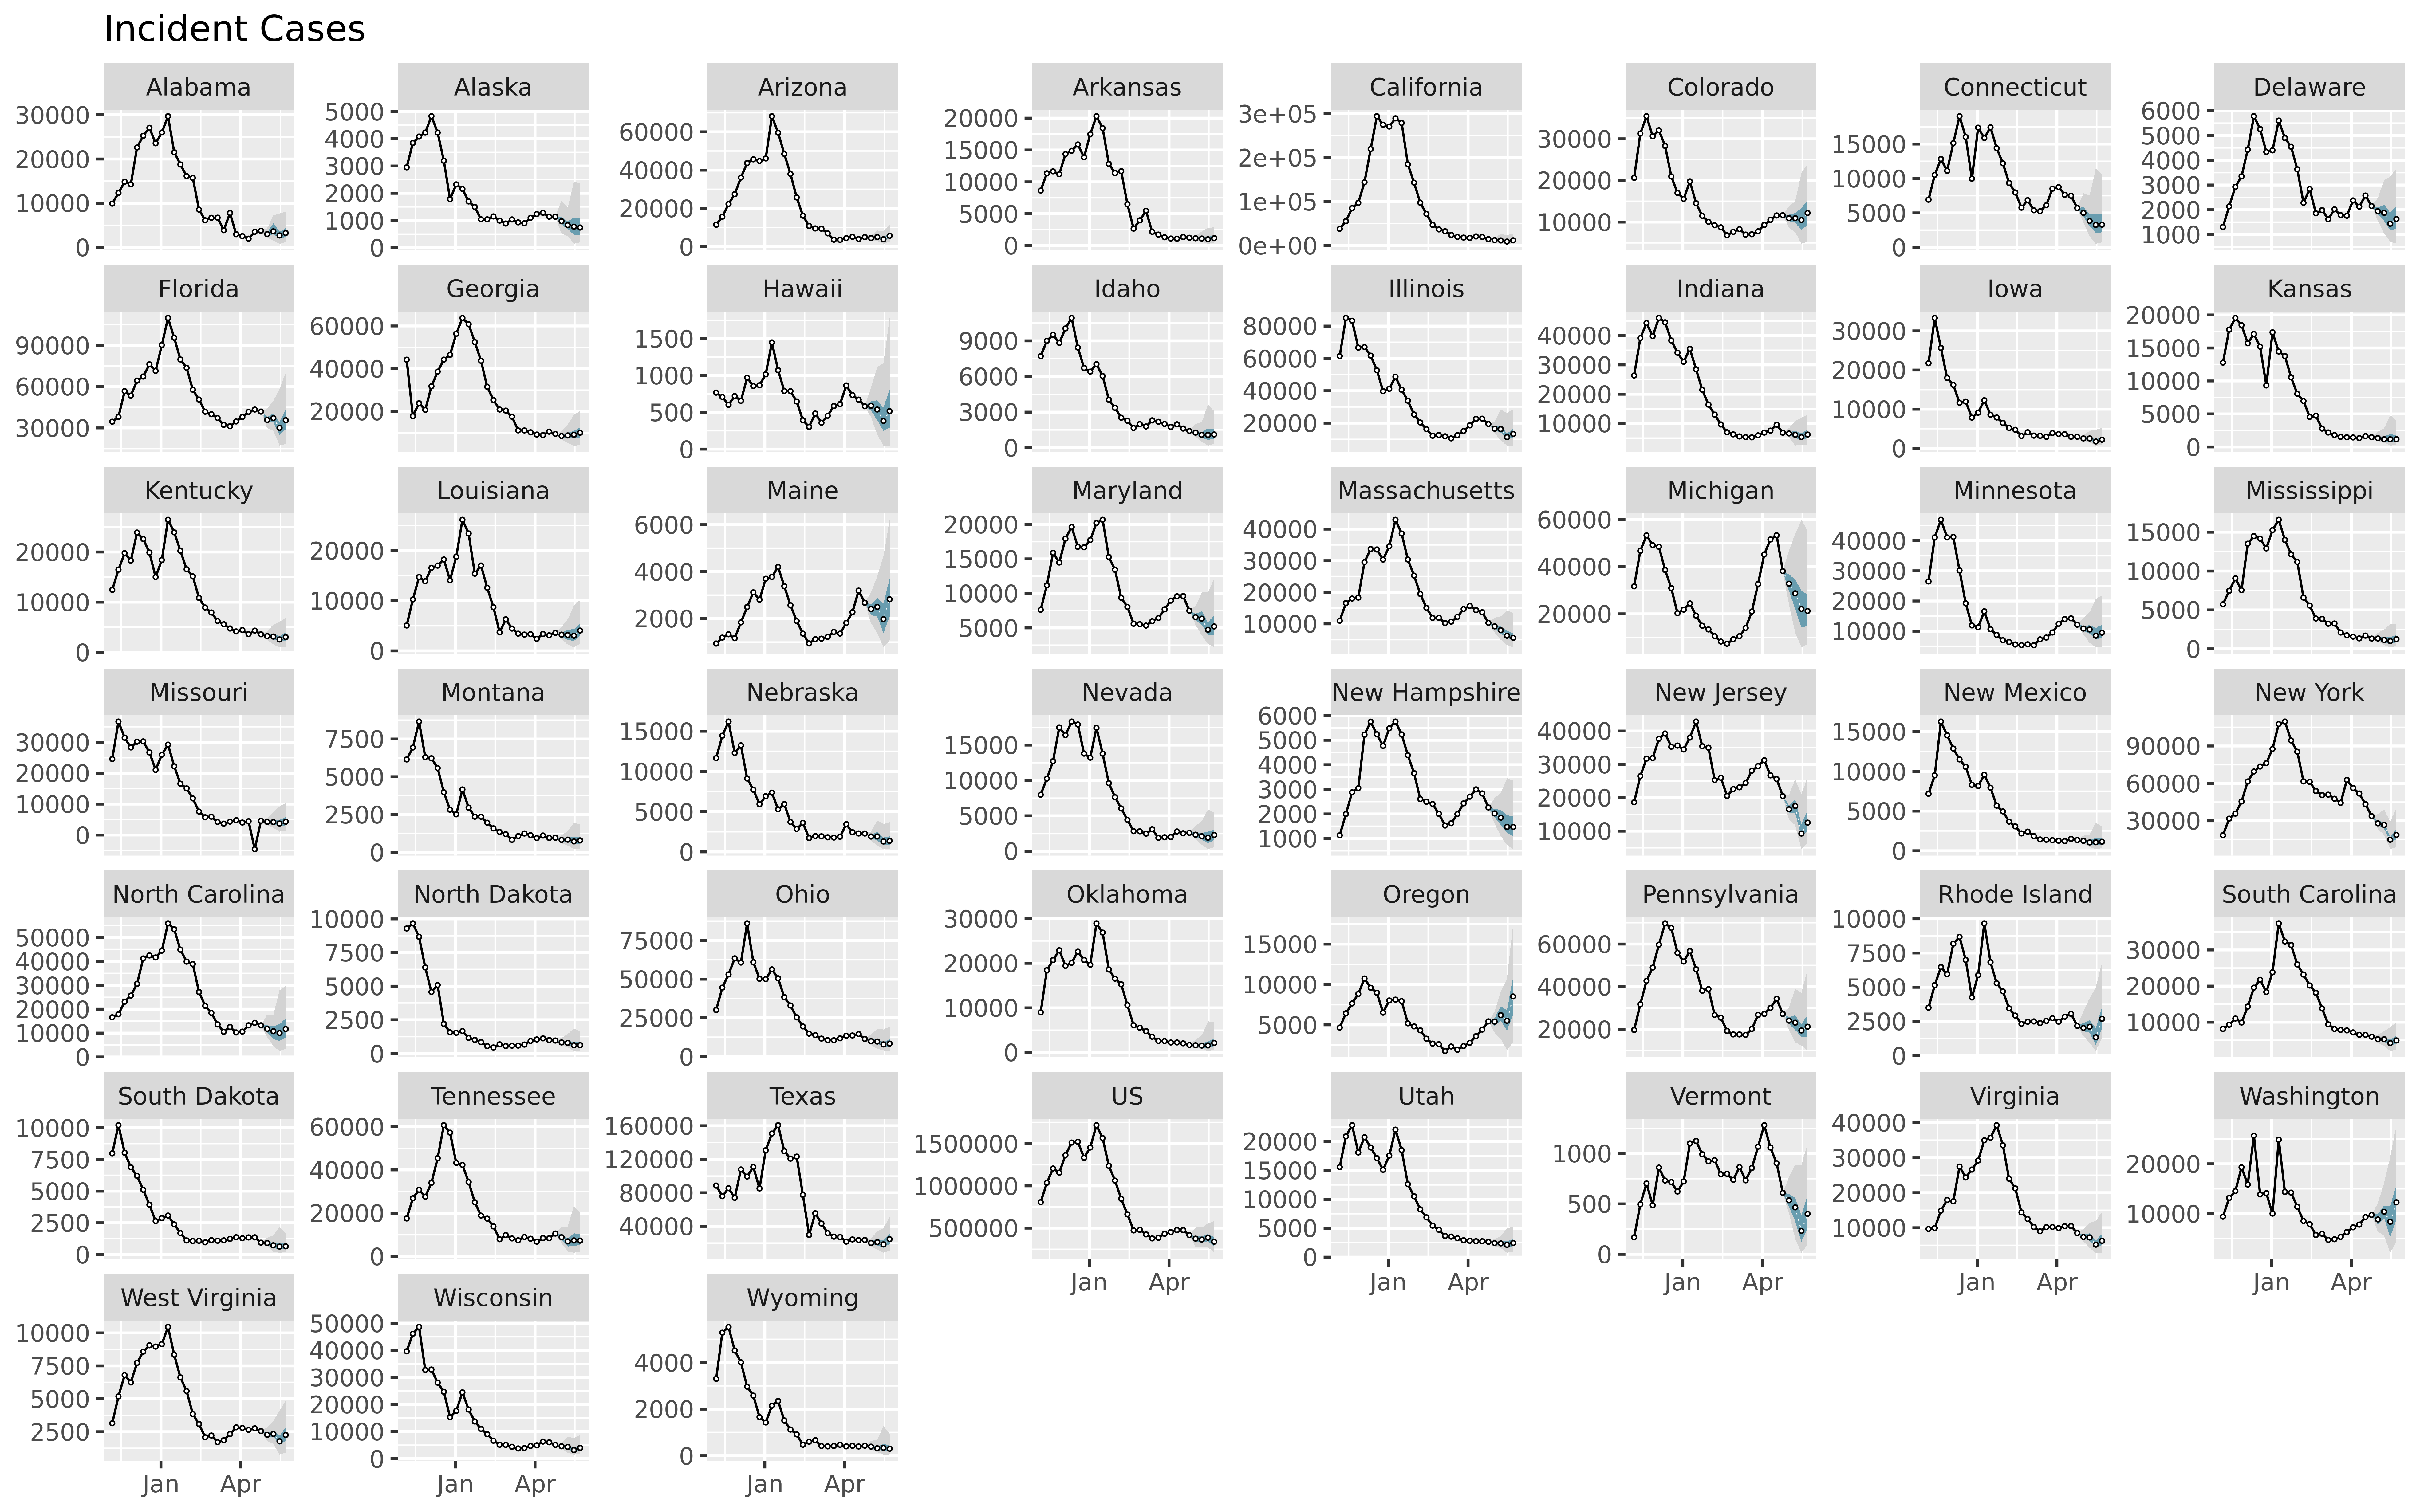 Incident Cases
Alabama Alaska Arizona Arkansas California Colorado Connecticut Delaware
30000 20000 10000 0
5000 4000 3000 2000 1000 0
60000 40000 20000 0
20000 15000 10000 5000 0
3e+05 2e+05 1e+05 0e+00
30000 20000 10000
15000 10000 5000 0
6000 5000 4000 3000 2000 1000
Florida Georgia Hawaii Idaho Illinois Indiana Iowa Kansas
90000 60000 30000
60000 40000 20000
1500 1000 500 0
9000 6000 3000 0
80000 60000 40000 20000
40000 30000 20000 10000
30000 20000 10000 0
20000 15000 10000 5000 0
Kentucky Louisiana Maine Maryland Massachusetts Michigan Minnesota Mississippi
20000 10000 0
20000 10000 0
6000 4000 2000
20000 15000 10000 5000
40000 30000 20000 10000
60000 40000 20000
40000 30000 20000 10000
15000 10000 5000 0
Missouri Montana Nebraska Nevada New Hampshire New Jersey New Mexico New York
30000 20000 10000 0
7500 5000 2500 0
15000 10000 5000 0
15000 10000 5000 0
6000 5000 4000 3000 2000 1000
40000 30000 20000 10000
15000 10000 5000 0
90000 60000 30000
North Carolina North Dakota Ohio Oklahoma Oregon Pennsylvania Rhode Island South Carolina
50000 40000 30000 20000 10000 0
10000 7500 5000 2500 0
75000 50000 25000 0
30000 20000 10000 0
15000 10000 5000
60000 40000 20000
10000 7500 5000 2500 0
30000 20000 10000
South Dakota Tennessee Texas US Utah Vermont Virginia Washington
10000 7500 5000 2500 0
60000 40000 20000 0
160000 120000 80000 40000
1500000 1000000 500000
20000 15000 10000 5000 0
1000 500 0
40000 30000 20000 10000
20000 10000
Jan Apr Jan Apr Jan Apr Jan Apr Jan Apr
West Virginia Wisconsin Wyoming
10000 7500 5000 2500
50000 40000 30000 20000 10000 0
4000 2000 0
Jan Apr Jan Apr Jan Apr